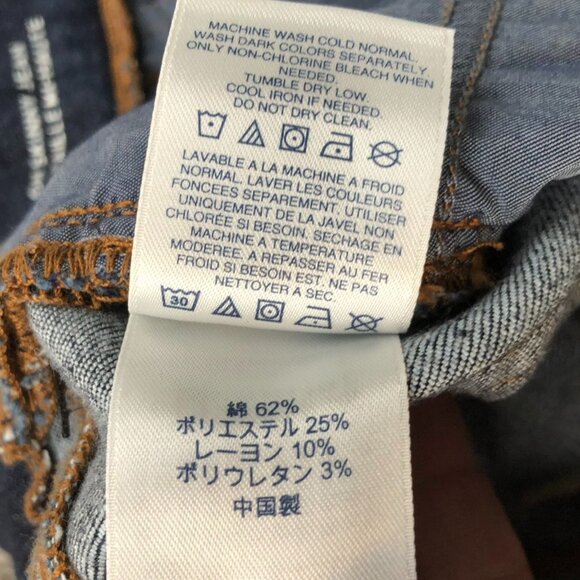 MACHINE WASH COLD NORMAL.
WASH DARK COLORS SEPARATELY
ONLY NON-CHLORINE BLEACH WHEN
NEEDED.
TUMBLE DRY LOW.
COOL IRON IF NEEDED.
DO NOT DRY CLEAN.
LAVABLE A LA MACHINE A FROID
NORMAL. LAVER LES COULEURS
FONCEES SEPAREMENT. UTILISER
UNIQUEMENT DE LA JAVEL NON
CHLOREE SI BESOIN. SECHAGE EN
MACHINE A TEMPERATURE
MODEREE. A REPASSER AU FER
FROID SI BESOIN EST. NE PAS
NETTOYER A SEC.
30
綿 62%
ポリエステル 25%
レーヨン 10%
ポリウレタン 3%
中国製